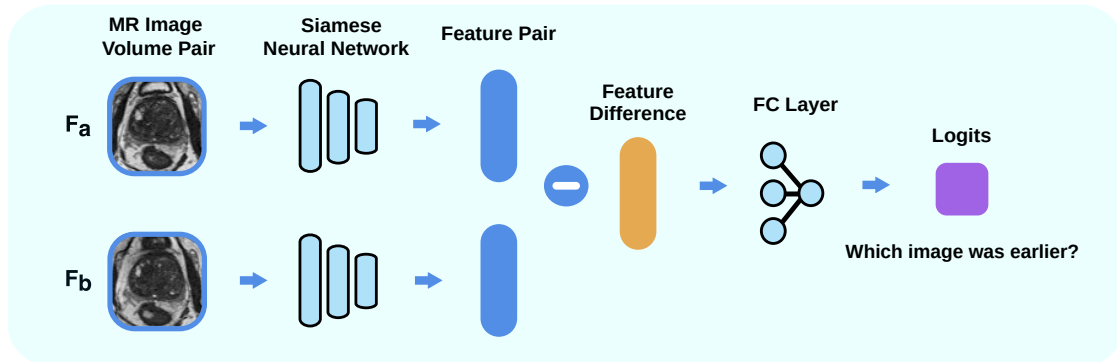 MR Image
Volume Pair
Siamese
Neural Network
Feature Pair
Feature
Difference
FC Layer
Logits
Fa
Fb
Which image was earlier?